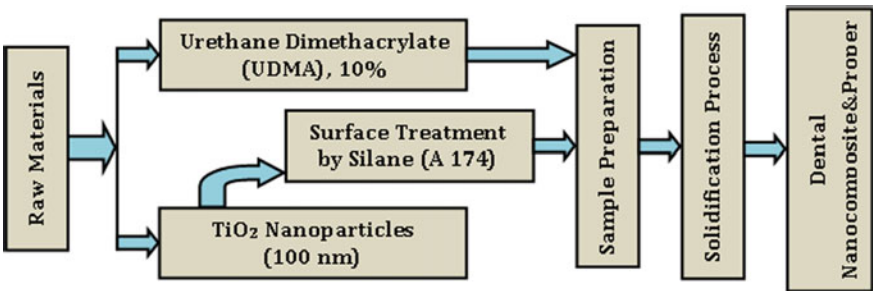 Raw Materials
Urethane Dimethacrylate
(UDMA), 10%
Surface Treatment
by Silane (A 174)
TiO₂ Nanoparticles
(100 nm)
Sample Preparation
Solidification Process
Dental
Nanocomposite&Proper